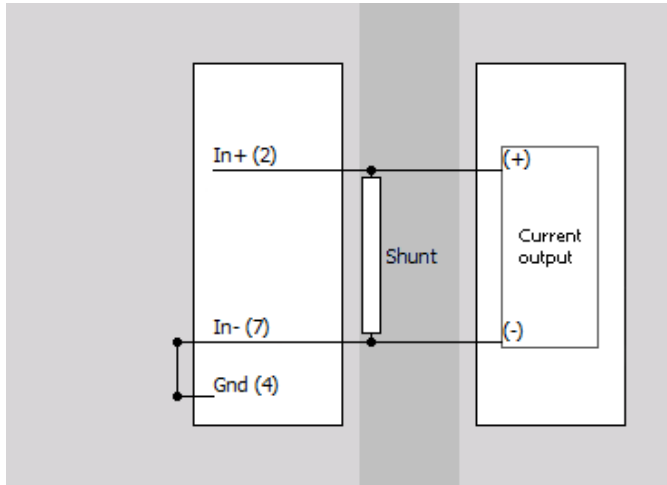 In+ (2)
(+)
Current
output
Shunt
In- (7)
(-)
Gnd (4)